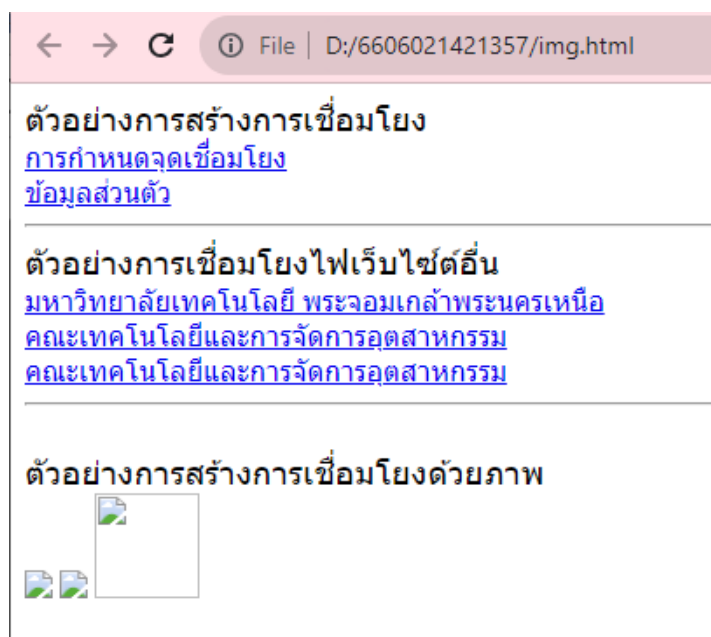 File | D:/6606021421357/img.html
ตัวอย่างการสร้างการเชื่อมโยง
การกำหนดจุดเชื่อมโยง
ข้อมูลส่วนตัว
ตัวอย่างการเชื่อมโยงไฟเว็บไซ์ต์อื่น
มหาวิทยาลัยเทคโนโลยี พระจอมเกล้าพระนครเหนือ
คณะเทคโนโลยีและการจัดการอุตสาหกรรม
คณะเทคโนโลยีและการจัดการอุตสาหกรรม
ตัวอย่างการสร้างการเชื่อมโยงด้วยภาพ